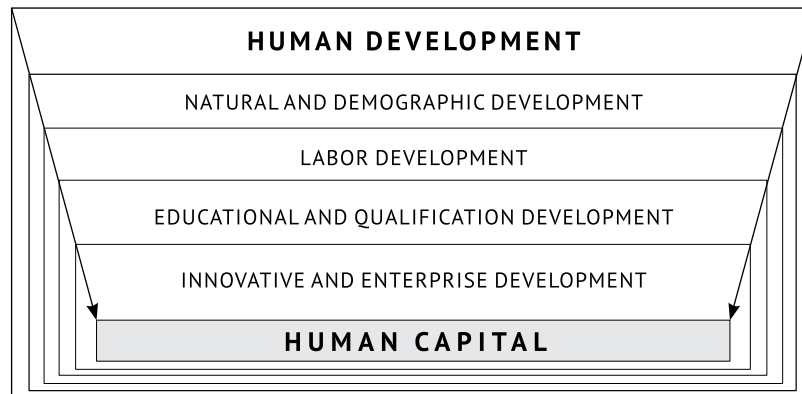 HUMAN DEVELOPMENT
NATURAL AND DEMOGRAPHIC DEVELOPMENT
LABOR DEVELOPMENT
EDUCATIONAL AND QUALIFICATION DEVELOPMENT
INNOVATIVE AND ENTERPRISE DEVELOPMENT
HUMAN CAPITAL